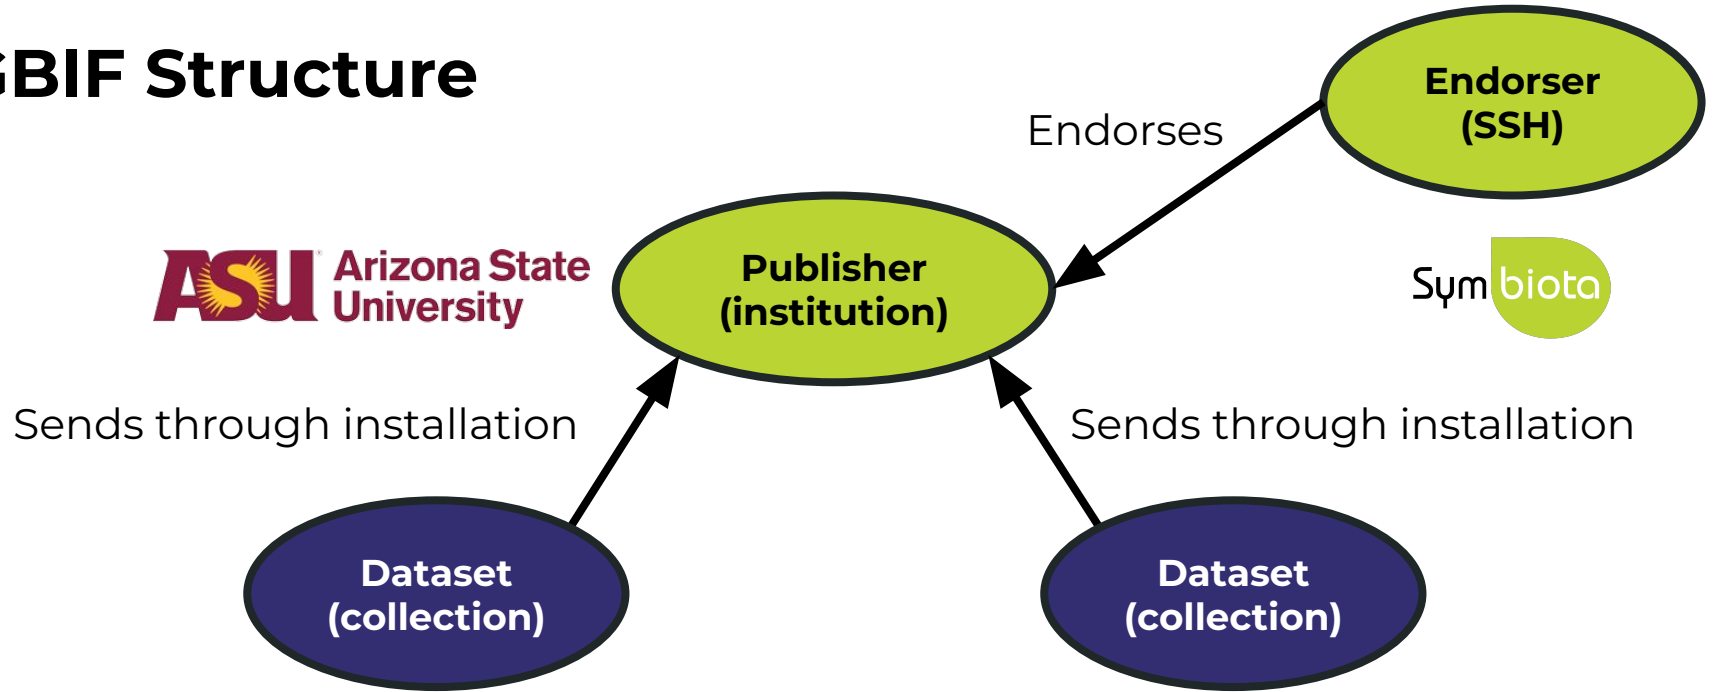 GBIF Structure
Endorser
(SSH)
Endorses
ASU Arizona State
University
Publisher
(institution)
Symbiota
Sends through installation
Sends through installation
Dataset
(collection)
Dataset
(collection)